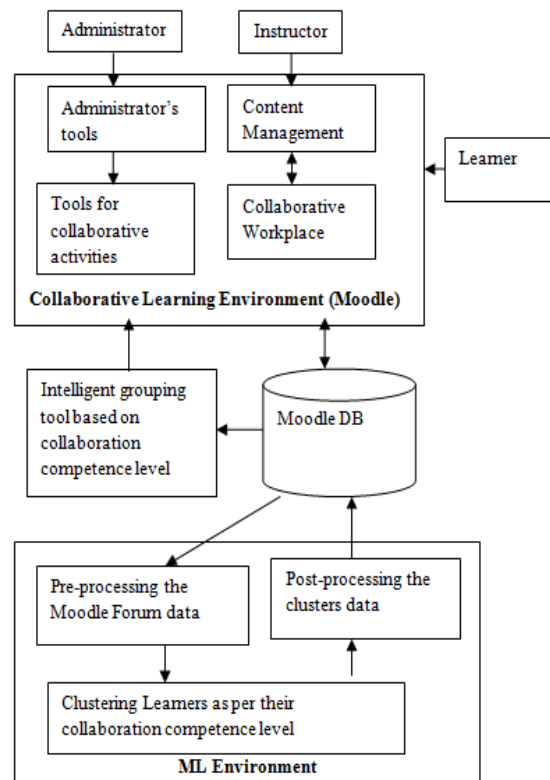 Administrator
Instructor
Administrator's
tools
Content
Management
Learner
Tools for
collaborative
activities
Collaborative
Workplace
Collaborative Learning Environment (Moodle)
Intelligent grouping
tool based on
collaboration
competence level
Moodle DB
Pre-processing the
Moodle Forum data
Post-processing the
clusters data
Clustering Learners as per their
collaboration competence level
ML Environment